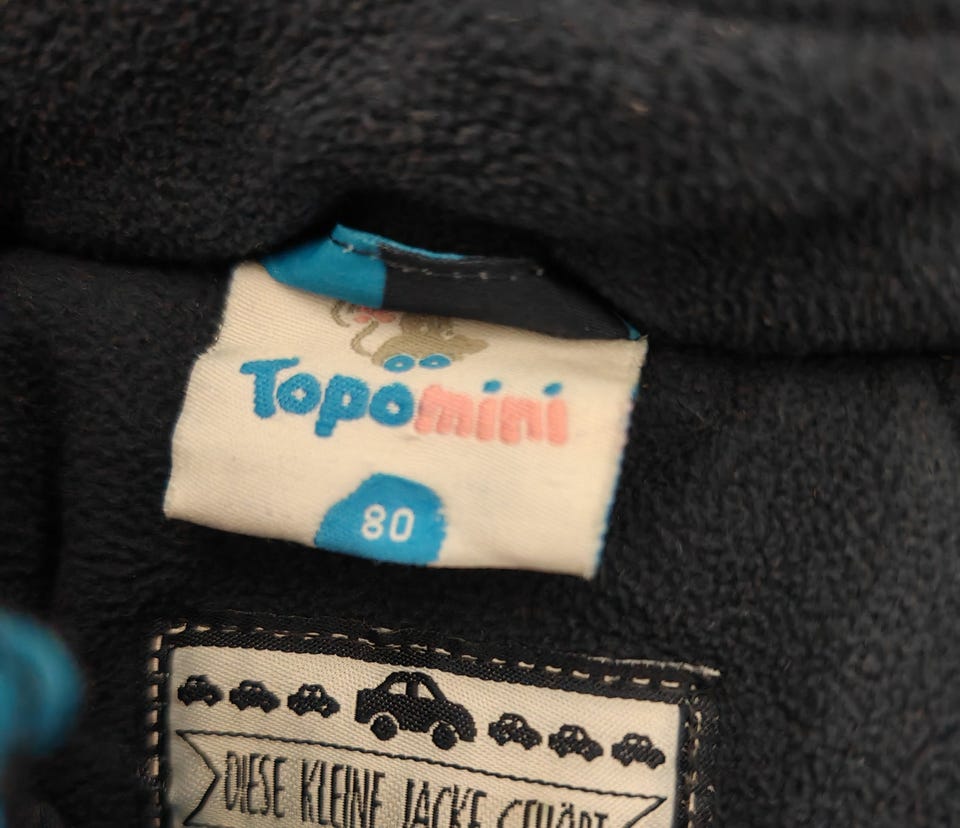 Topomini
80
DIESE KLEINE JACKE GEHÖRT